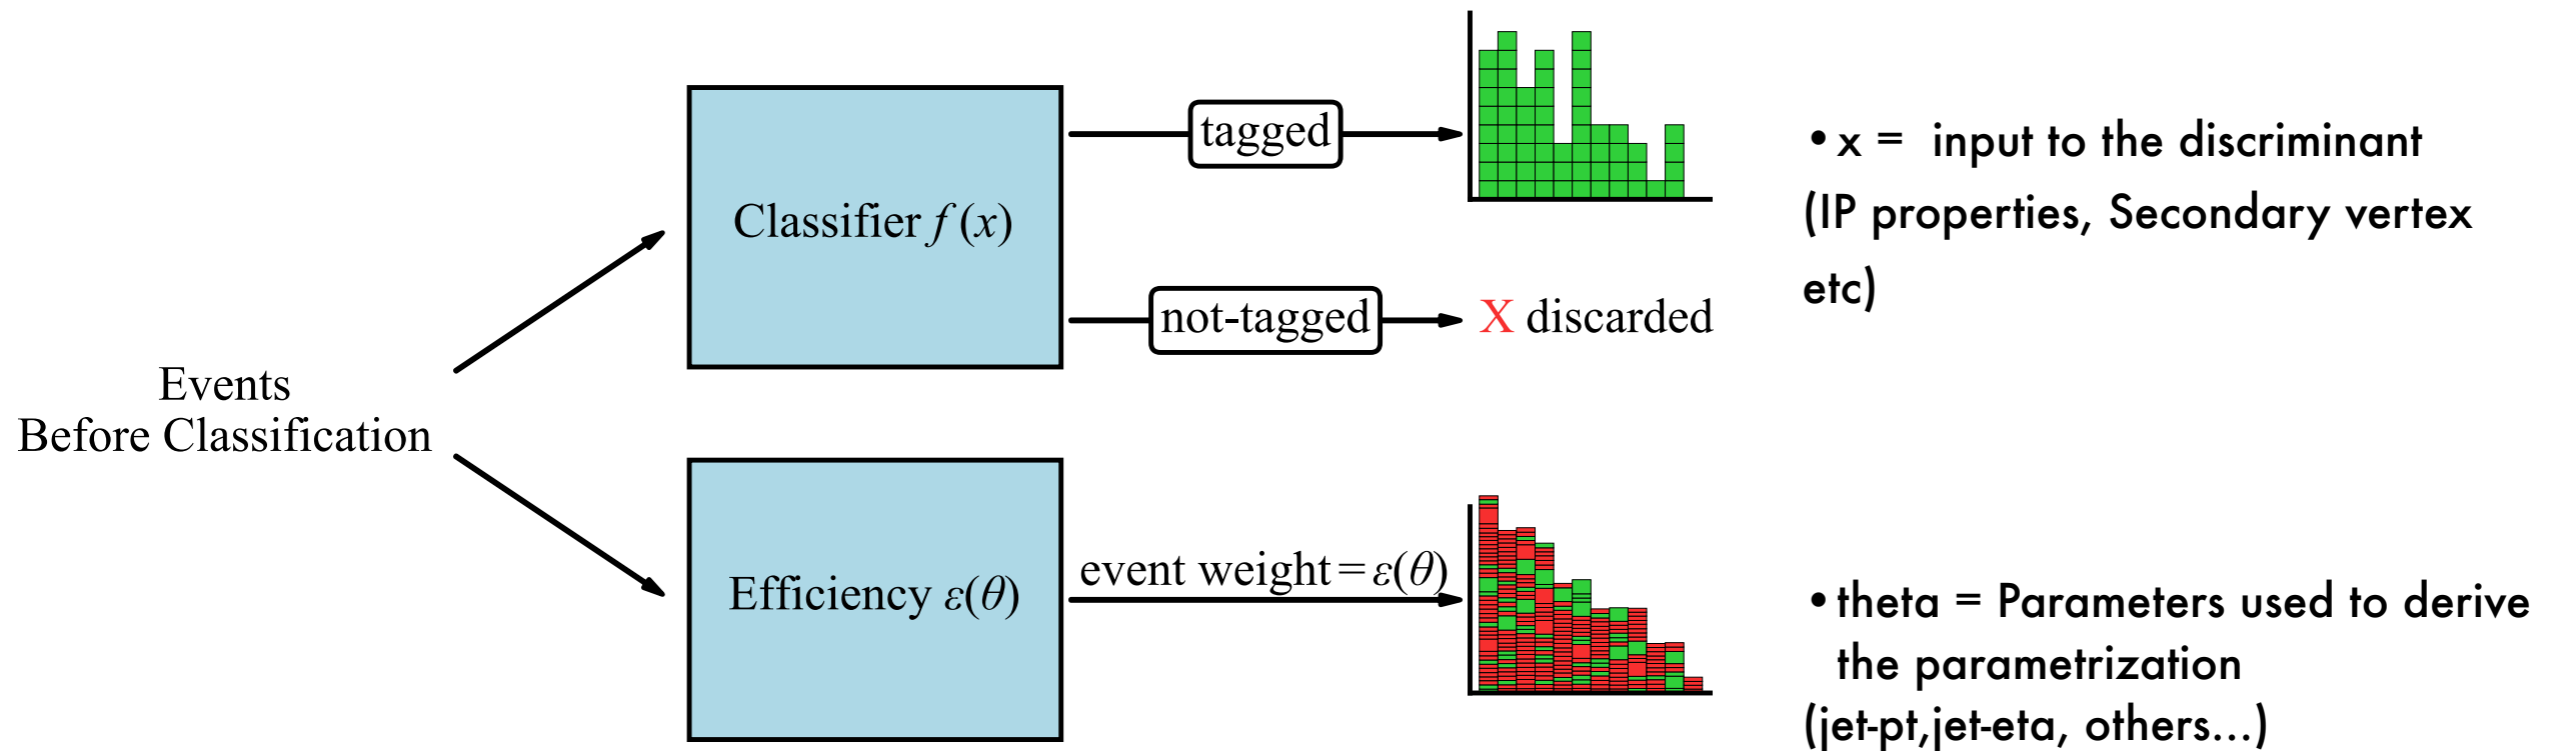 Events
Before Classification
Classifier f (x)
tagged
not-tagged
X discarded
• x = input to the discriminant
(IP properties, Secondary vertex
etc)
Efficiency ε(θ)
event weight = ε(θ)
• theta = Parameters used to derive
the parametrization
(jet-pt,jet-eta, others...)